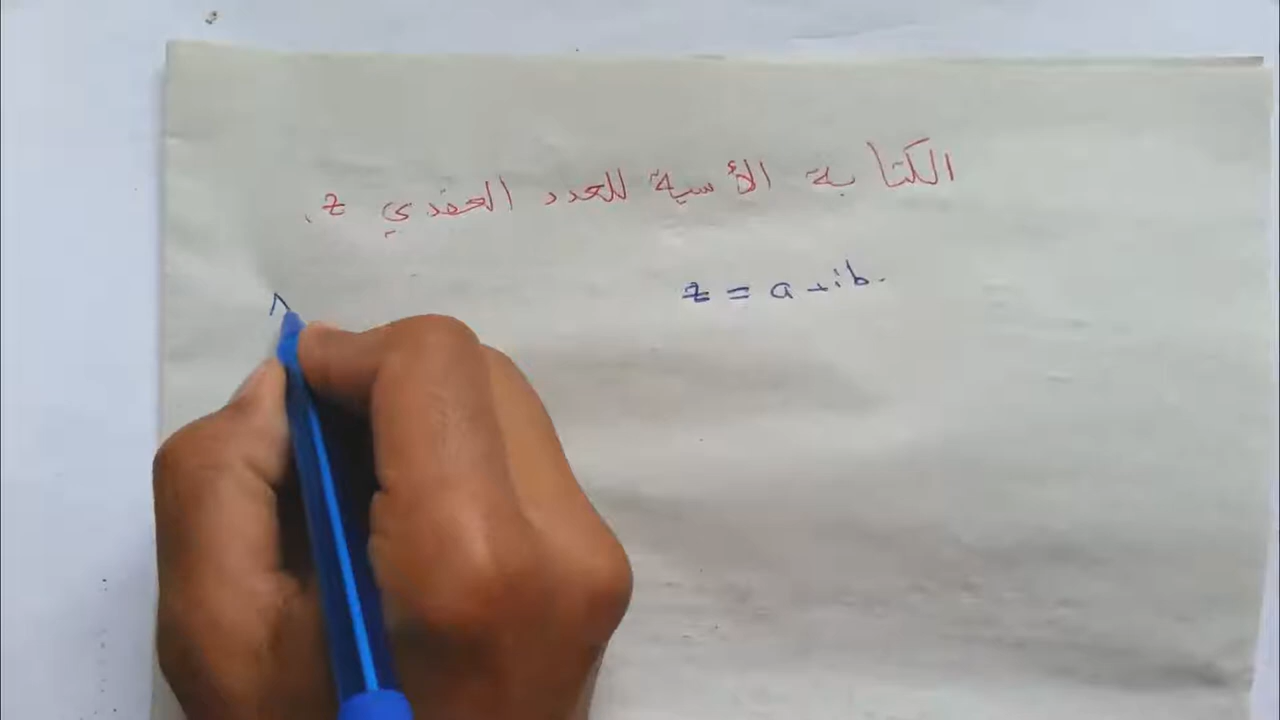 الكتابة الأسية للعدد العقدي z.
z = a + ib.